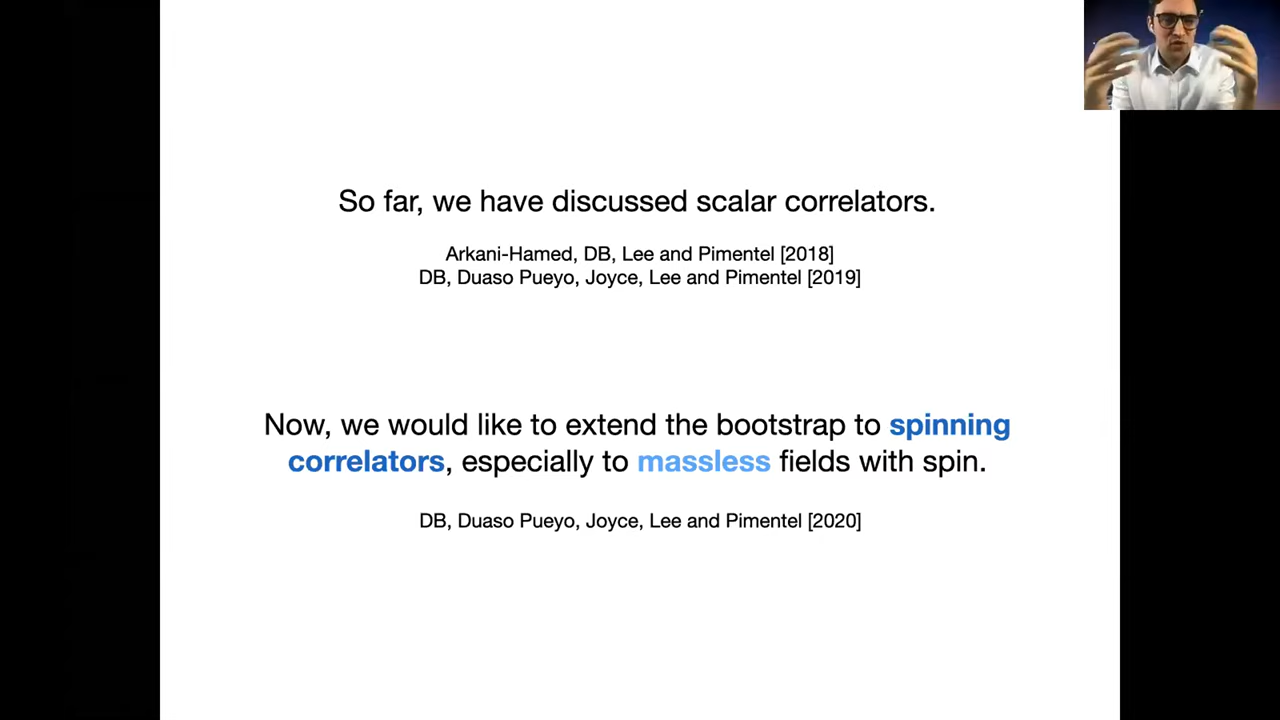 So far, we have discussed scalar correlators.
Arkani-Hamed, DB, Lee and Pimentel [2018]
DB, Duaso Pueyo, Joyce, Lee and Pimentel [2019]
Now, we would like to extend the bootstrap to spinning
correlators, especially to massless fields with spin.
DB, Duaso Pueyo, Joyce, Lee and Pimentel [2020]